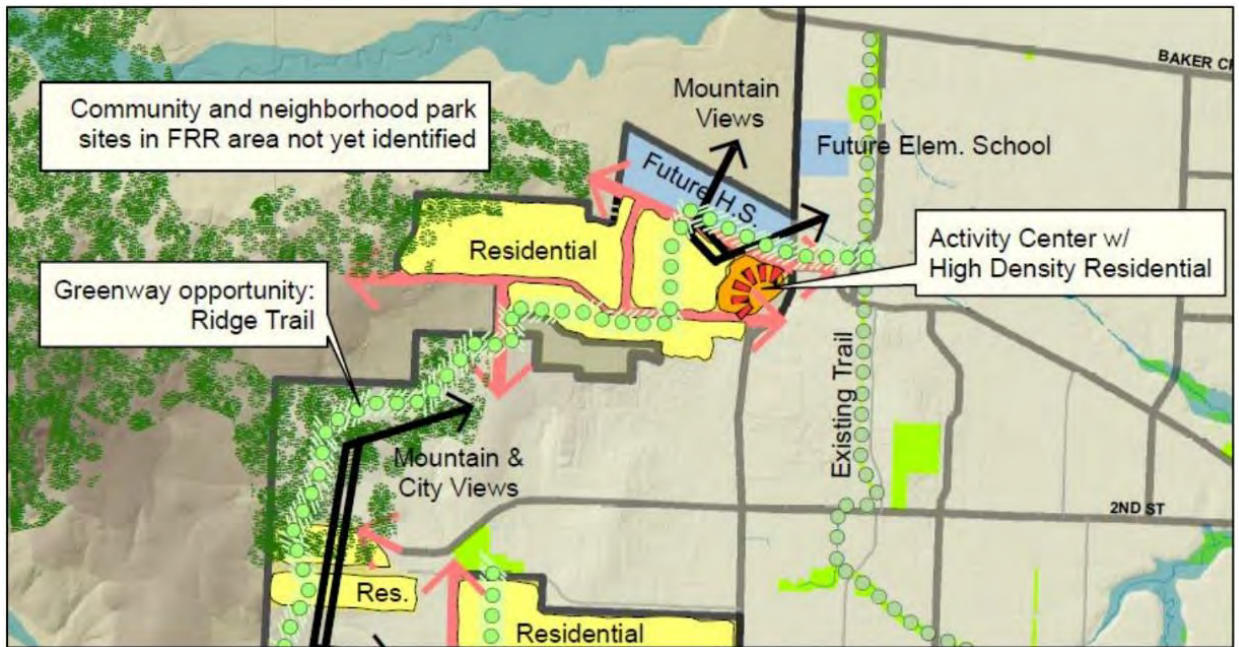 BAKER CR
Community and neighborhood park
sites in FRR area not yet identified
Mountain
Views
Future Elem. School
Future H.S.
Residential
Activity Center w/
High Density Residential
Greenway opportunity:
Ridge Trail
Existing Trail
Mountain &
City Views
2ND ST
Res.
Residential